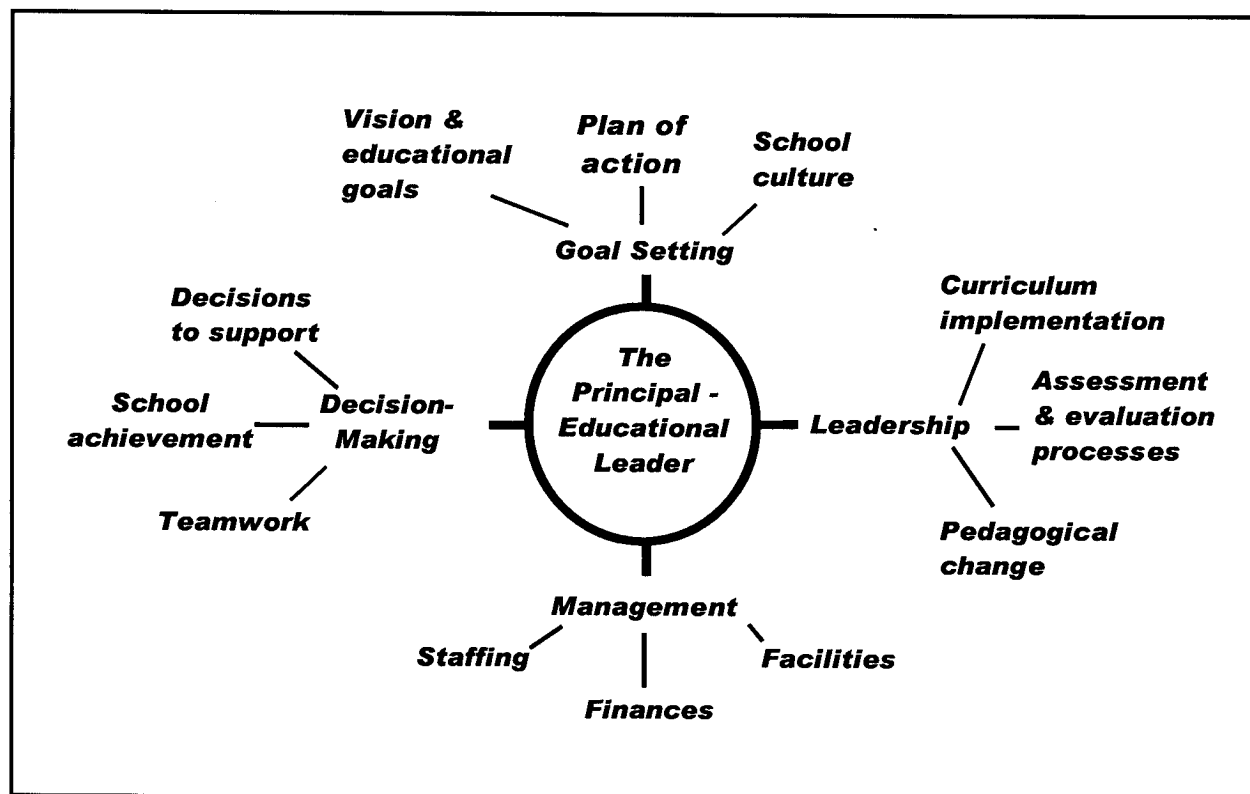 Vision &
educational
goals
Plan of
action
School
culture
Goal Setting
Decisions
to support
School
achievement
Decision-
Making
Teamwork
The
Principal -
Educational
Leader
Leadership
Curriculum
implementation
Assessment
& evaluation
processes
Pedagogical
change
Management
Staffing
Finances
Facilities